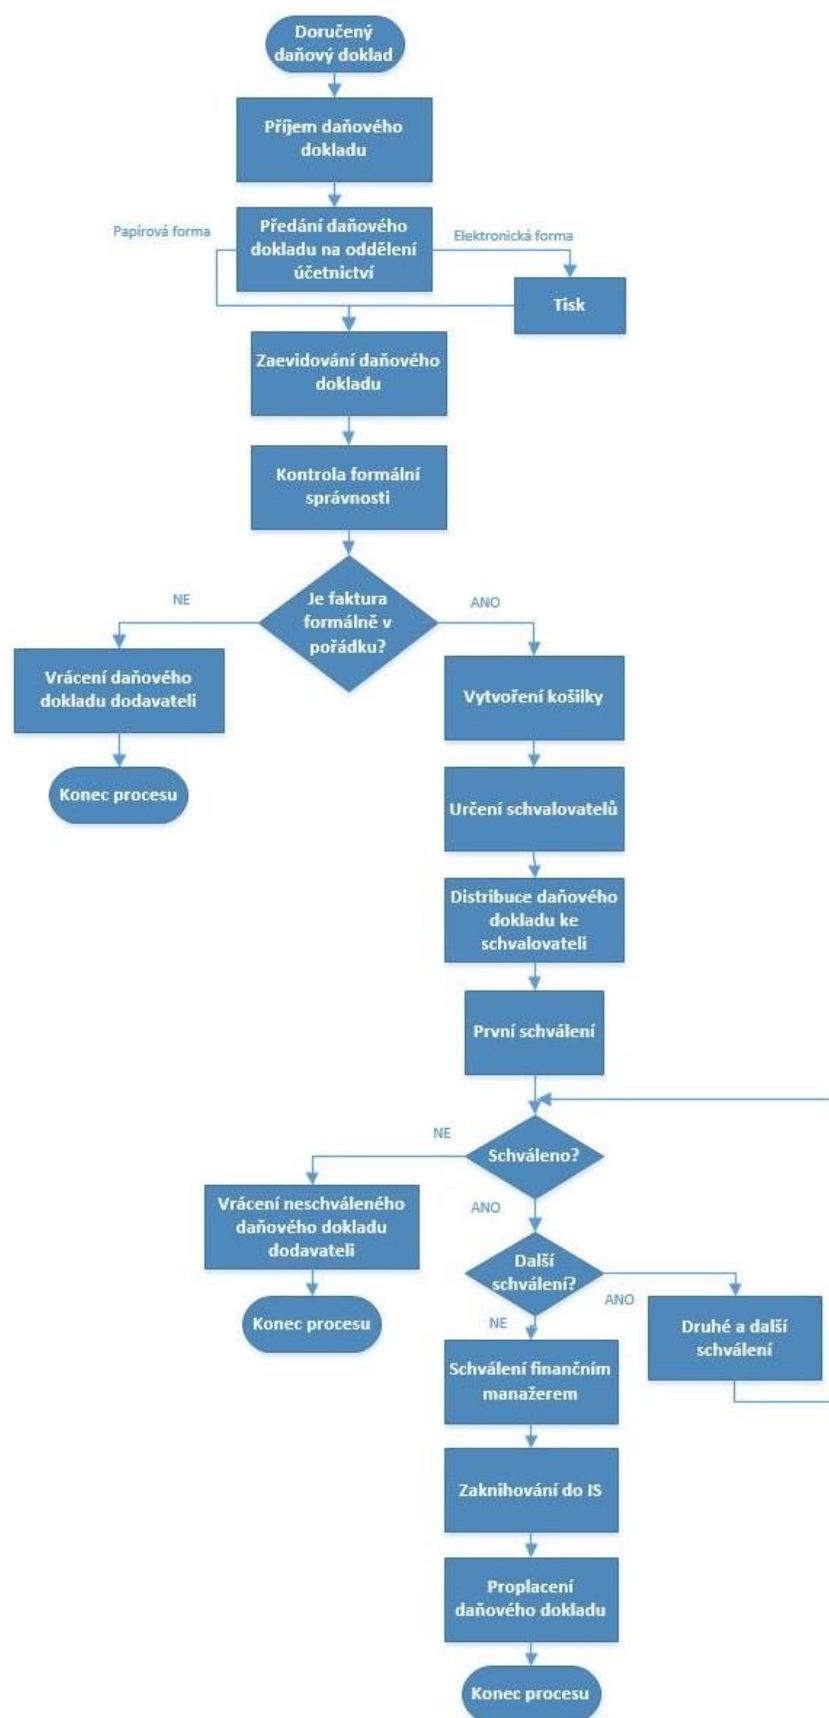 Doručený
daňový doklad
Příjem daňového
dokladu
Papírová forma
Předání daňového
dokladu na oddělení
účetnictví
Elektronická forma
Tisk
Zaevidování daňového
dokladu
Kontrola formální
správnosti
NE
Je faktura
formálně v
pořádku?
ANO
Vrácení daňového
dokladu dodavateli
Konec procesu
Vytvoření košilky
Určení schvalovatelů
Distribuce daňového
dokladu ke
schvalovateli
První schválení
NE
Schváleno?
ANO
Vrácení neschváleného
daňového dokladu
dodavateli
Konec procesu
Další
schválení?
ANO
NE
Druhé a další
schválení
Schválení finančním
manažerem
Zaknihování do IS
Proplacení
daňového dokladu
Konec procesu